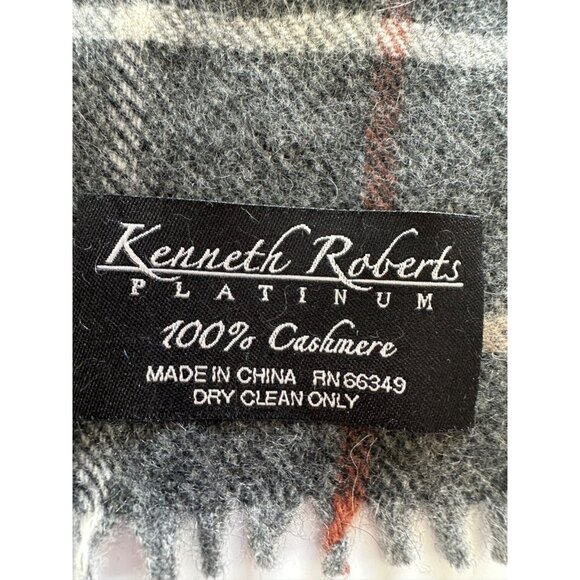 Kenneth Roberts
PLATINUM
100% Cashmere
MADE IN CHINA RN 66349
DRY CLEAN ONLY